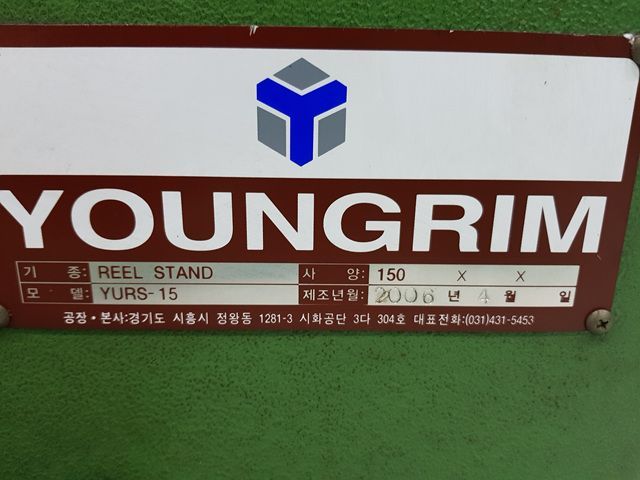 YOUNGRIM
기 종: REEL STAND 사 양: 150 X X
모 델: YURS-15 제조년월: 2006 년 4 월 일
공장·본사:경기도 시흥시 정왕동 1281-3 시화공단 3다 304호 대표전화:(031)431-5453